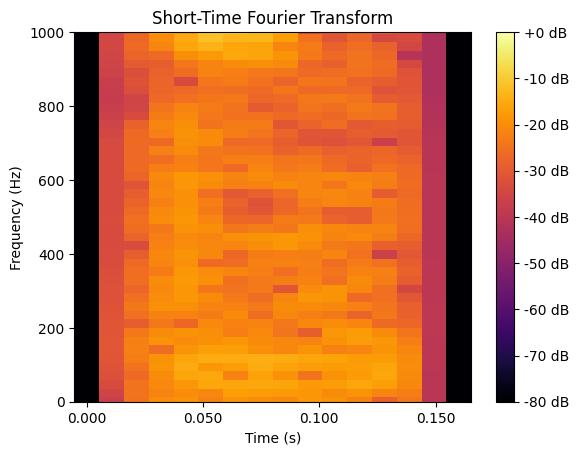 Short-Time Fourier Transform
1000
800
600
400
200
0
Frequency (Hz)
0.000
0.050
0.100
0.150
Time (s)
+0 dB
-10 dB
-20 dB
-30 dB
-40 dB
-50 dB
-60 dB
-70 dB
-80 dB